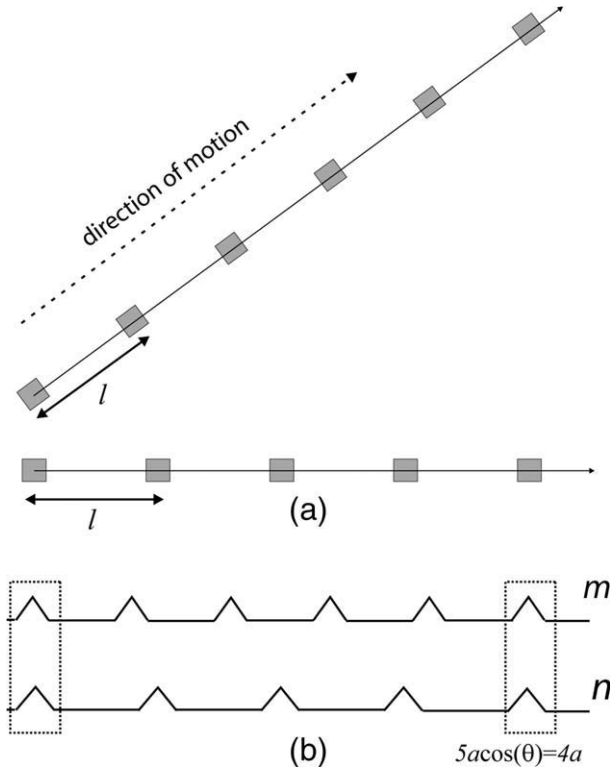 direction of motion
l
l
(a)
m
n
(b)
5acos(θ)=4a